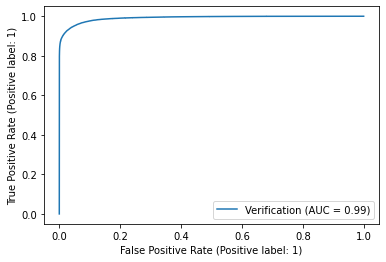 1.0
0.8
0.6
0.4
0.2
0.0
True Positive Rate (Positive label: 1)
Verification (AUC = 0.99)
0.0 0.2 0.4 0.6 0.8 1.0
False Positive Rate (Positive label: 1)